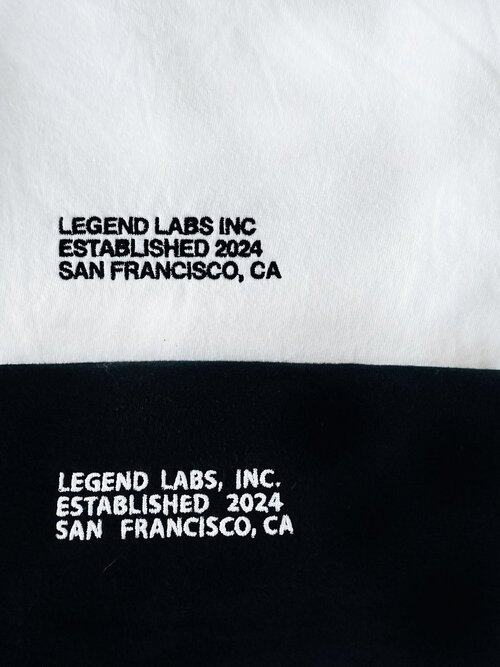 LEGEND LABS INC
ESTABLISHED 2024
SAN FRANCISCO, CA
LEGEND LABS, INC.
ESTABLISHED 2024
SAN FRANCISCO, CA